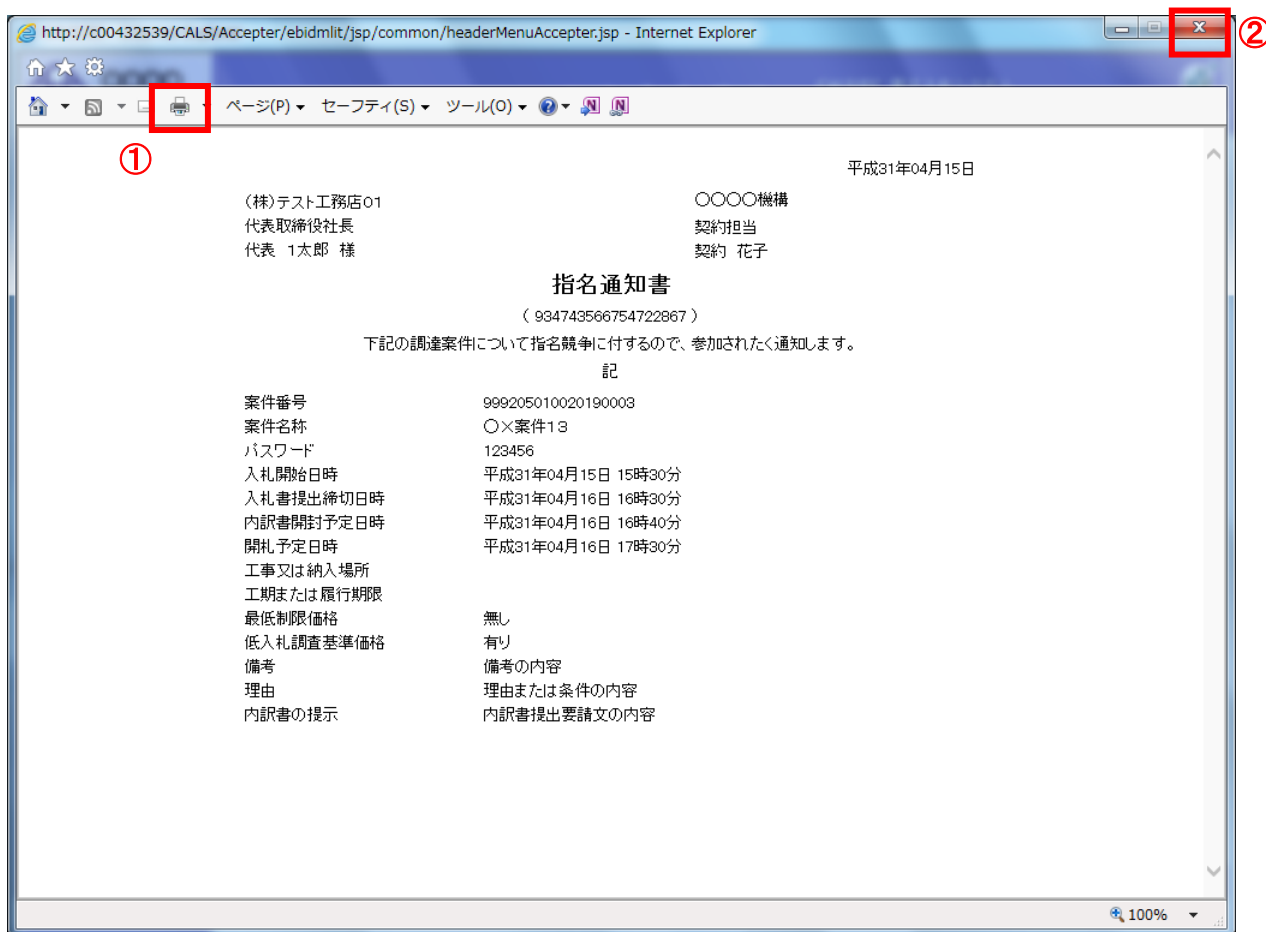 http://c00432539/CALS/Accepter/ebidmlit/jsp/common/headerMenuAccepter.jsp - Internet Explorer
②
ページ(P) セーフティ(S) ツール(O)
①
平成31年04月15日
(株)テスト工務店01 〇〇〇〇機構
代表取締役社長 契約担当
代表 1太郎 様 契約 花子
指名通知書
( 934743566754722867 )
下記の調達案件について指名競争に付するので、参加されたく通知します。
記
案件番号 999205010020190003
案件名称 〇×案件13
パスワード 123456
入札開始日時 平成31年04月15日 15時30分
入札書提出締切日時 平成31年04月16日 16時30分
内訳書開封予定日時 平成31年04月16日 16時40分
開札予定日時 平成31年04月16日 17時30分
工事又は納入場所
工期または履行期限
最低制限価格 無し
低入札調査基準価格 有り
備考 備考の内容
理由 理由または条件の内容
内訳書の提示 内訳書提出要請文の内容
100%